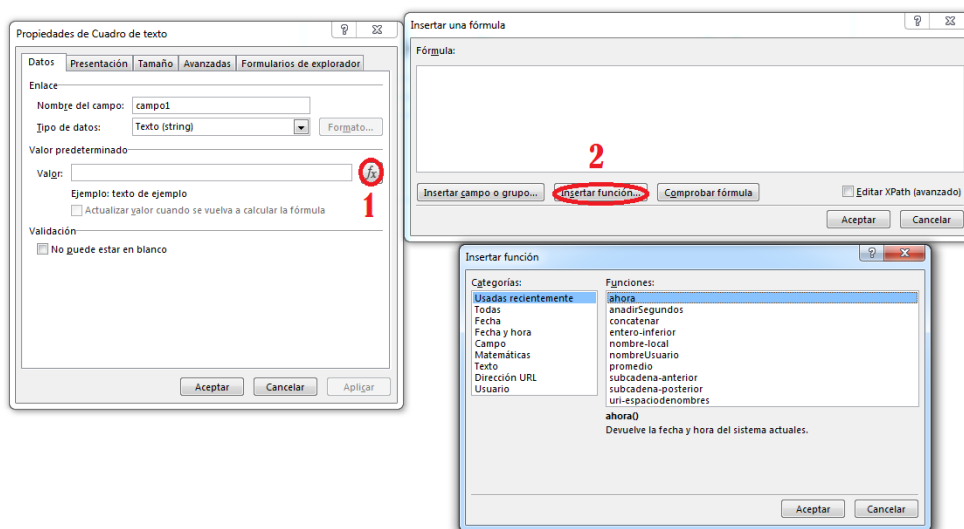 Propiedades de Cuadro de texto
Datos Presentación Tamaño Avanzadas Formularios de explorador
Enlace
Nombre del campo: campo1
Tipo de datos: Texto (string) Formato...
Valor predeterminado
Valor: fx
1
Ejemplo: texto de ejemplo
Actualizar valor cuando se vuelva a calcular la fórmula
Validación
No puede estar en blanco
Aceptar Cancelar Aplicar
Insertar una fórmula
Fórmula:
2
Insertar campo o grupo... Insertar función... Comprobar fórmula Editar XPath (avanzado)
Aceptar Cancelar
Insertar función
Categorías: Funciones:
Usadas recientemente ahora
Todas anadirSegundos
Fecha concatenar
Fecha y hora entero-inferior
Campo nombre-local
Matemáticas nombreUsuario
Texto promedio
Dirección URL subcadena-anterior
Usuario subcadena-posterior
uri-espaciodenombres
ahora()
Devuelve la fecha y hora del sistema actuales.
Aceptar Cancelar